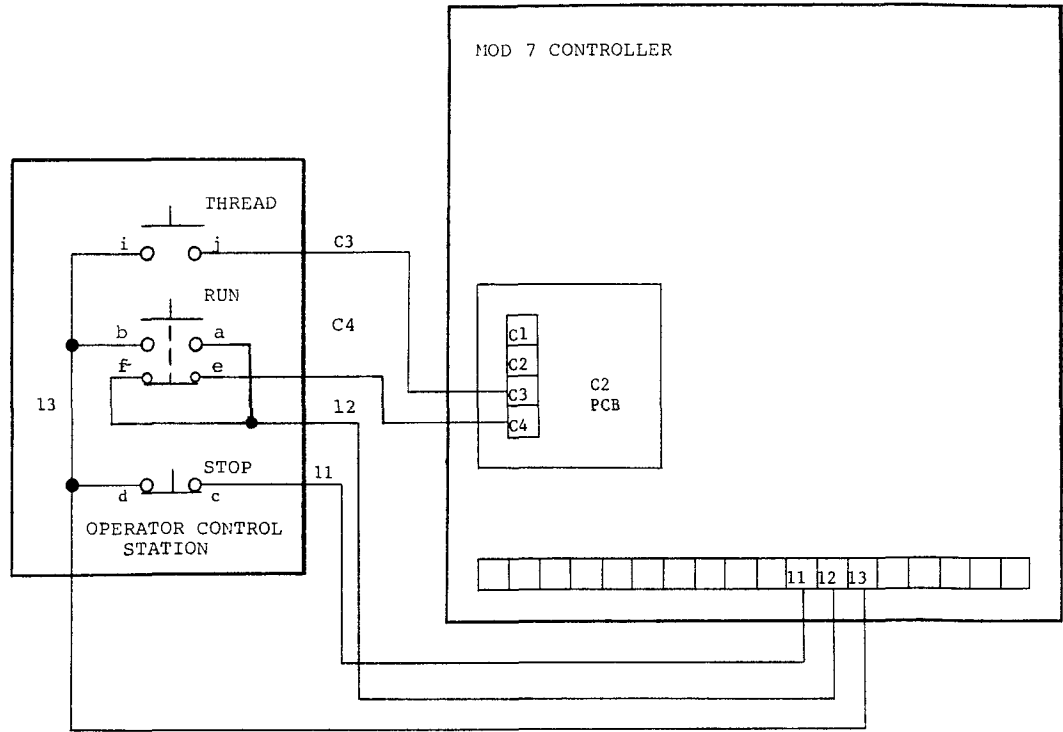 MOD 7 CONTROLLER
THREAD
i
j
C3
RUN
b
a
C4
f
e
13
12
STOP
11
d
c
OPERATOR CONTROL
STATION
C1
C2
C3
C4
C2
PCB
11
12
13